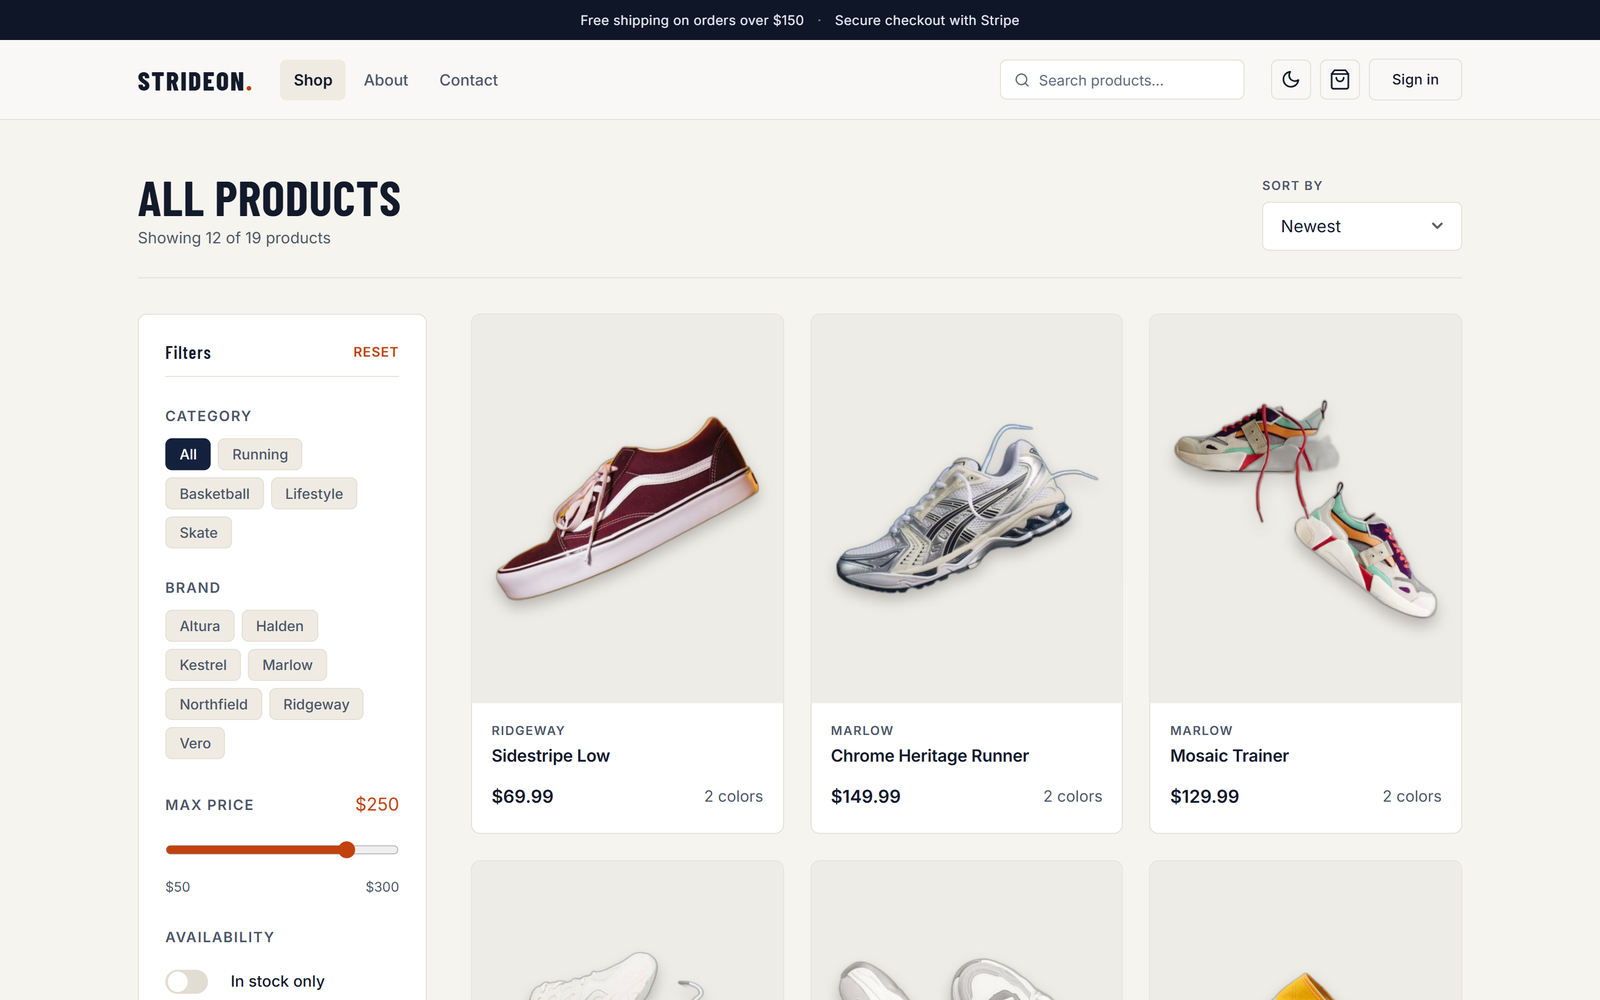 Free shipping on orders over $150 · Secure checkout with Stripe
STRIDEON.
Shop
About
Contact
Search products...
Sign in
ALL PRODUCTS
Showing 12 of 19 products
SORT BY
Newest
Filters
RESET
CATEGORY
All
Running
Basketball
Lifestyle
Skate
BRAND
Altura
Halden
Kestrel
Marlow
Northfield
Ridgeway
Vero
MAX PRICE
$250
$50
$300
AVAILABILITY
In stock only
RIDGEWAY
Sidestripe Low
$69.99
2 colors
MARLOW
Chrome Heritage Runner
$149.99
2 colors
MARLOW
Mosaic Trainer
$129.99
2 colors